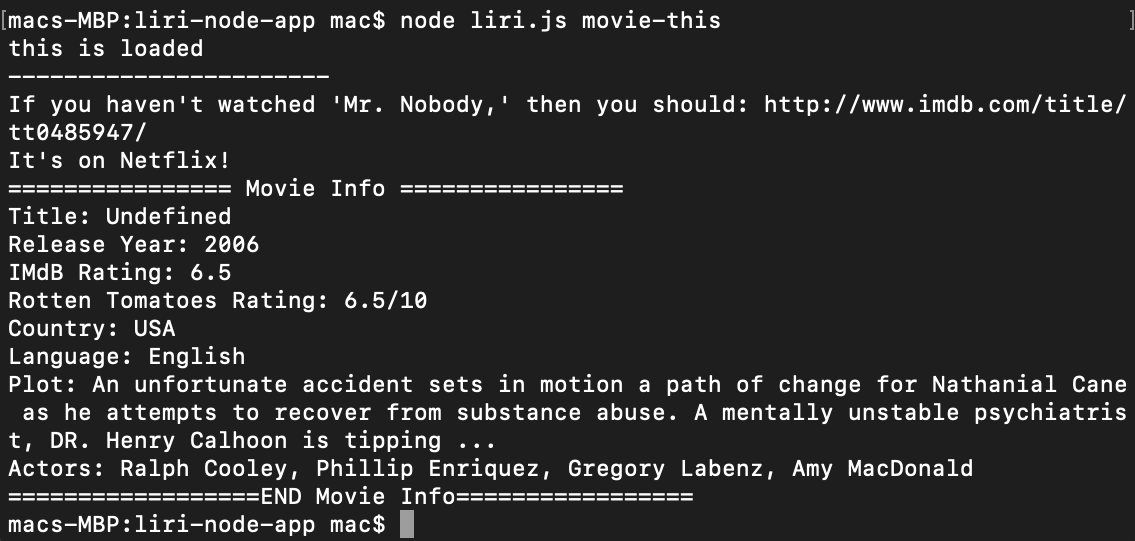 [macs-MBP:liri-node-app mac$ node liri.js movie-this ]
this is loaded
-----------------------
If you haven't watched 'Mr. Nobody,' then you should: http://www.imdb.com/title/
tt0485947/
It's on Netflix!
================ Movie Info ================
Title: Undefined
Release Year: 2006
IMdB Rating: 6.5
Rotten Tomatoes Rating: 6.5/10
Country: USA
Language: English
Plot: An unfortunate accident sets in motion a path of change for Nathanial Cane
 as he attempts to recover from substance abuse. A mentally unstable psychiatris
t, DR. Henry Calhoon is tipping ...
Actors: Ralph Cooley, Phillip Enriquez, Gregory Labenz, Amy MacDonald
==================END Movie Info=================
macs-MBP:liri-node-app mac$